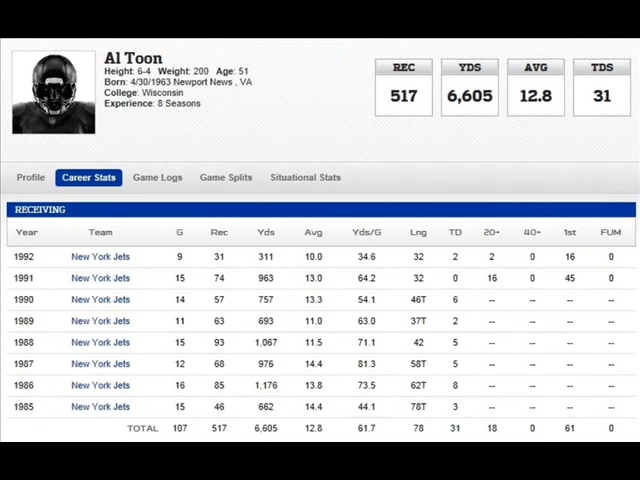 Al Toon
Height: 6-4 Weight: 200 Age: 51
Born: 4/30/1963 Newport News , VA
College: Wisconsin
Experience: 8 Seasons
REC YDS AVG TDS
517 6,605 12.8 31
Profile Career Stats Game Logs Game Splits Situational Stats
RECEIVING
Year Team G Rec Yds Avg Yds/G Lng TD 20+ 40+ 1st FUM
1992 New York Jets 9 31 311 10.0 34.6 32 2 2 0 16 0
1991 New York Jets 15 74 963 13.0 64.2 32 0 16 0 45 0
1990 New York Jets 14 57 757 13.3 54.1 46T 6 -- -- -- --
1989 New York Jets 11 63 693 11.0 63.0 37T 2 -- -- -- --
1988 New York Jets 15 93 1,067 11.5 71.1 42 5 -- -- -- --
1987 New York Jets 12 68 976 14.4 81.3 58T 5 -- -- -- --
1986 New York Jets 16 85 1,176 13.8 73.5 62T 8 -- -- -- --
1985 New York Jets 15 46 662 14.4 44.1 78T 3 -- -- -- --
TOTAL 107 517 6,605 12.8 61.7 78 31 18 0 61 0